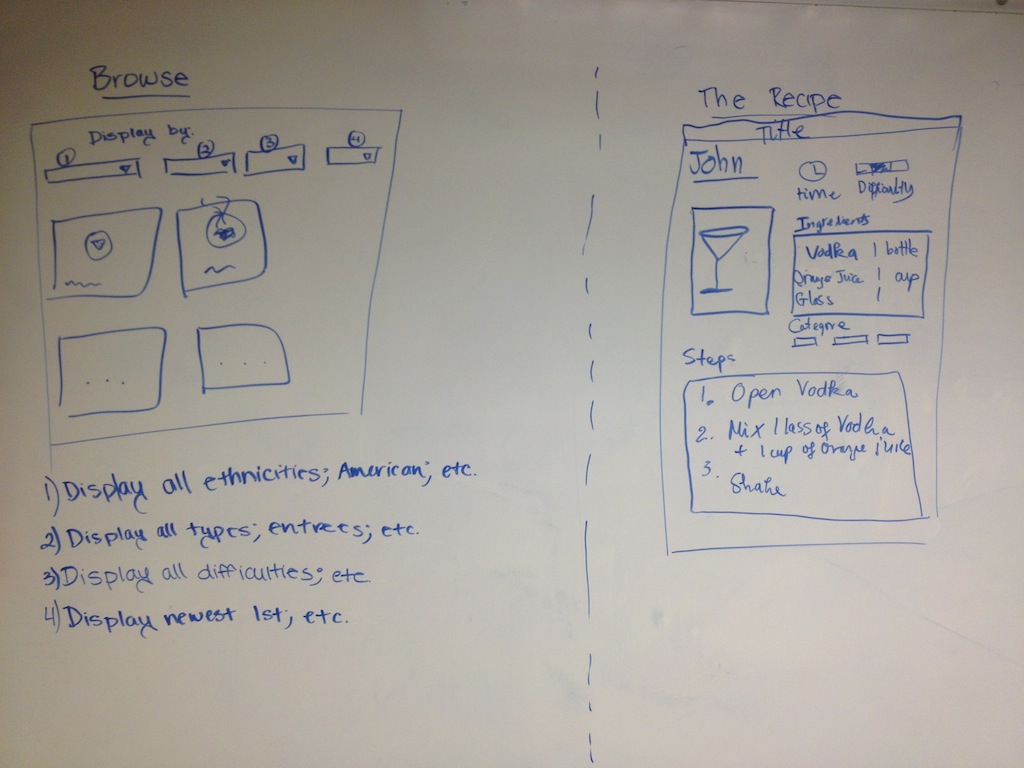 Browse
Display by:
1 2 3 4
1) Display all ethnicities; American; etc.
2) Display all types; entrees; etc.
3) Display all difficulties; etc
4) Display newest 1st; etc.
The Recipe
Title
John
time Difficulty
Ingredients
Vodka 1 bottle
Orange Juice 1 cup
Glass 1
Categorie
Steps
1. Open Vodka
2. Mix 1 lass of Vodka
+ 1 cup of Orange juice
3. Shake